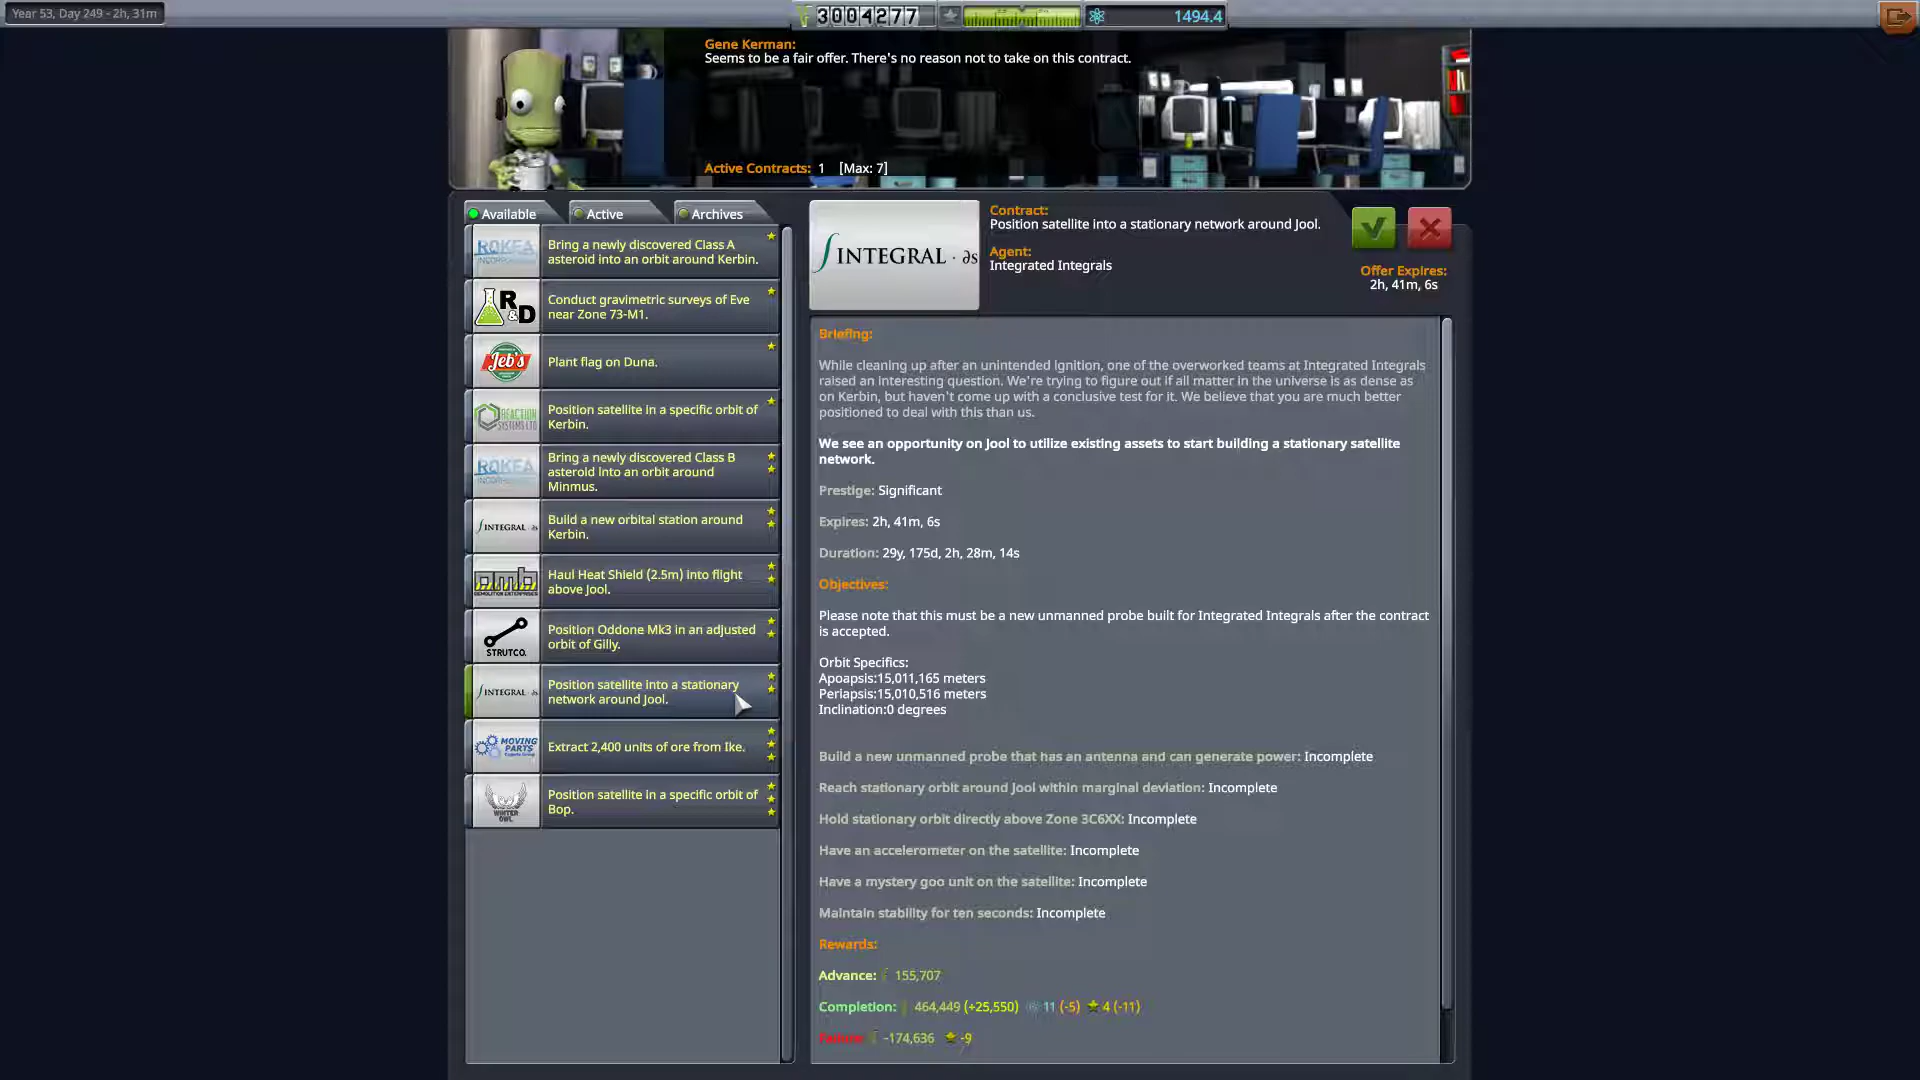 Year 53, Day 249 - 2h, 31m
3004277
1494.4
Gene Kerman:
Seems to be a fair offer. There's no reason not to take on this contract.
Active Contracts: 1 [Max: 7]
Available
Active
Archives
ROKEA
Bring a newly discovered Class A
asteroid into an orbit around Kerbin.
R&D
Conduct gravimetric surveys of Eve
near Zone 73-M1.
Jeb's
Plant flag on Duna.
REACTION
SYSTEMS LTD
Position satellite in a specific orbit of
Kerbin.
ROKEA
Bring a newly discovered Class B
asteroid into an orbit around
Minmus.
∫INTEGRAL · ∂s
Build a new orbital station around
Kerbin.
DEMOLITION ENTERPRISES
Haul Heat Shield (2.5m) into flight
above Jool.
STRUTCO.
Position Oddone Mk3 in an adjusted
orbit of Gilly.
∫INTEGRAL · ∂s
Position satellite into a stationary
network around Jool.
MOVING
PARTS
Extract 2,400 units of ore from Ike.
WINTER
OWL
Position satellite in a specific orbit of
Bop.
∫INTEGRAL · ∂s
Contract:
Position satellite into a stationary network around Jool.
Agent:
Integrated Integrals
Offer Expires:
2h, 41m, 6s
Briefing:
While cleaning up after an unintended ignition, one of the overworked teams at Integrated Integrals
raised an interesting question. We're trying to figure out if all matter in the universe is as dense as
on Kerbin, but haven't come up with a conclusive test for it. We believe that you are much better
positioned to deal with this than us.
We see an opportunity on Jool to utilize existing assets to start building a stationary satellite
network.
Prestige: Significant
Expires: 2h, 41m, 6s
Duration: 29y, 175d, 2h, 28m, 14s
Objectives:
Please note that this must be a new unmanned probe built for Integrated Integrals after the contract
is accepted.
Orbit Specifics:
Apoapsis:15,011,165 meters
Periapsis:15,010,516 meters
Inclination:0 degrees
Build a new unmanned probe that has an antenna and can generate power: Incomplete
Reach stationary orbit around Jool within marginal deviation: Incomplete
Hold stationary orbit directly above Zone 3C6XX: Incomplete
Have an accelerometer on the satellite: Incomplete
Have a mystery goo unit on the satellite: Incomplete
Maintain stability for ten seconds: Incomplete
Rewards:
Advance: 155,707
Completion: 464,449 (+25,550) 11 (-5) 4 (-11)
Failure: -174,636 -9